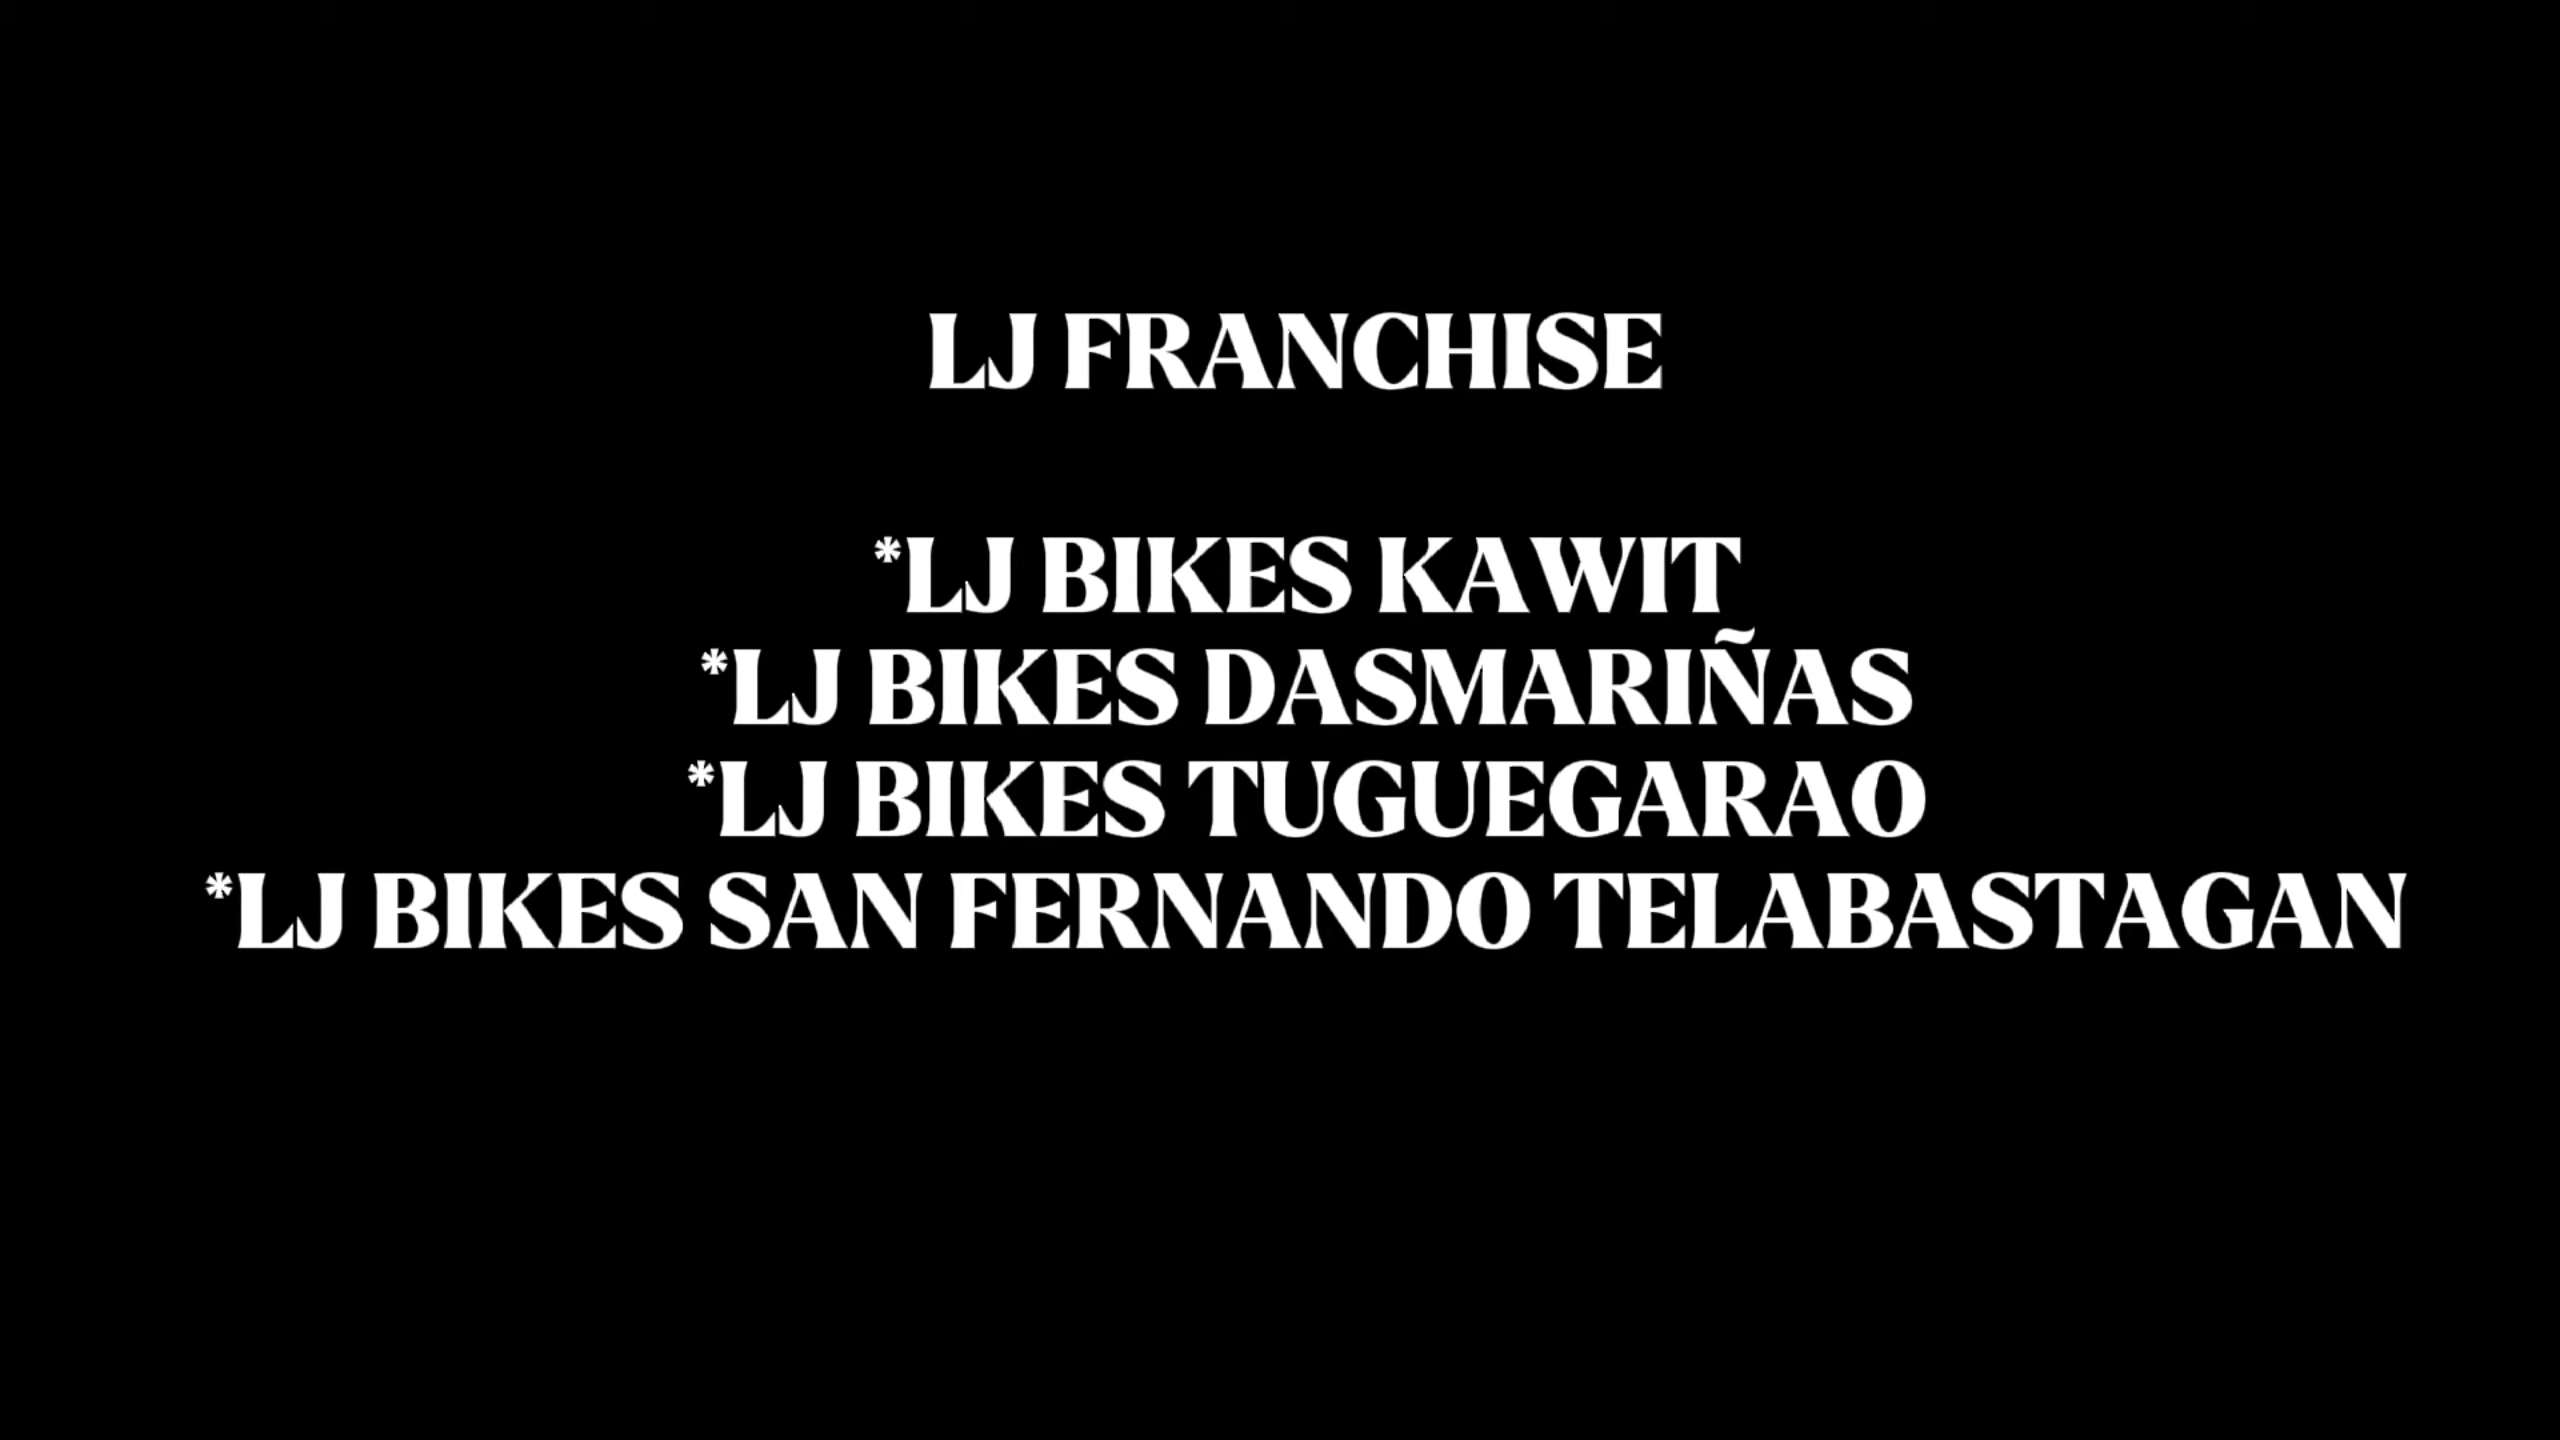 LJ FRANCHISE
*LJ BIKES KAWIT
*LJ BIKES DASMARIÑAS
*LJ BIKES TUGUEGARAO
*LJ BIKES SAN FERNANDO TELABASTAGAN